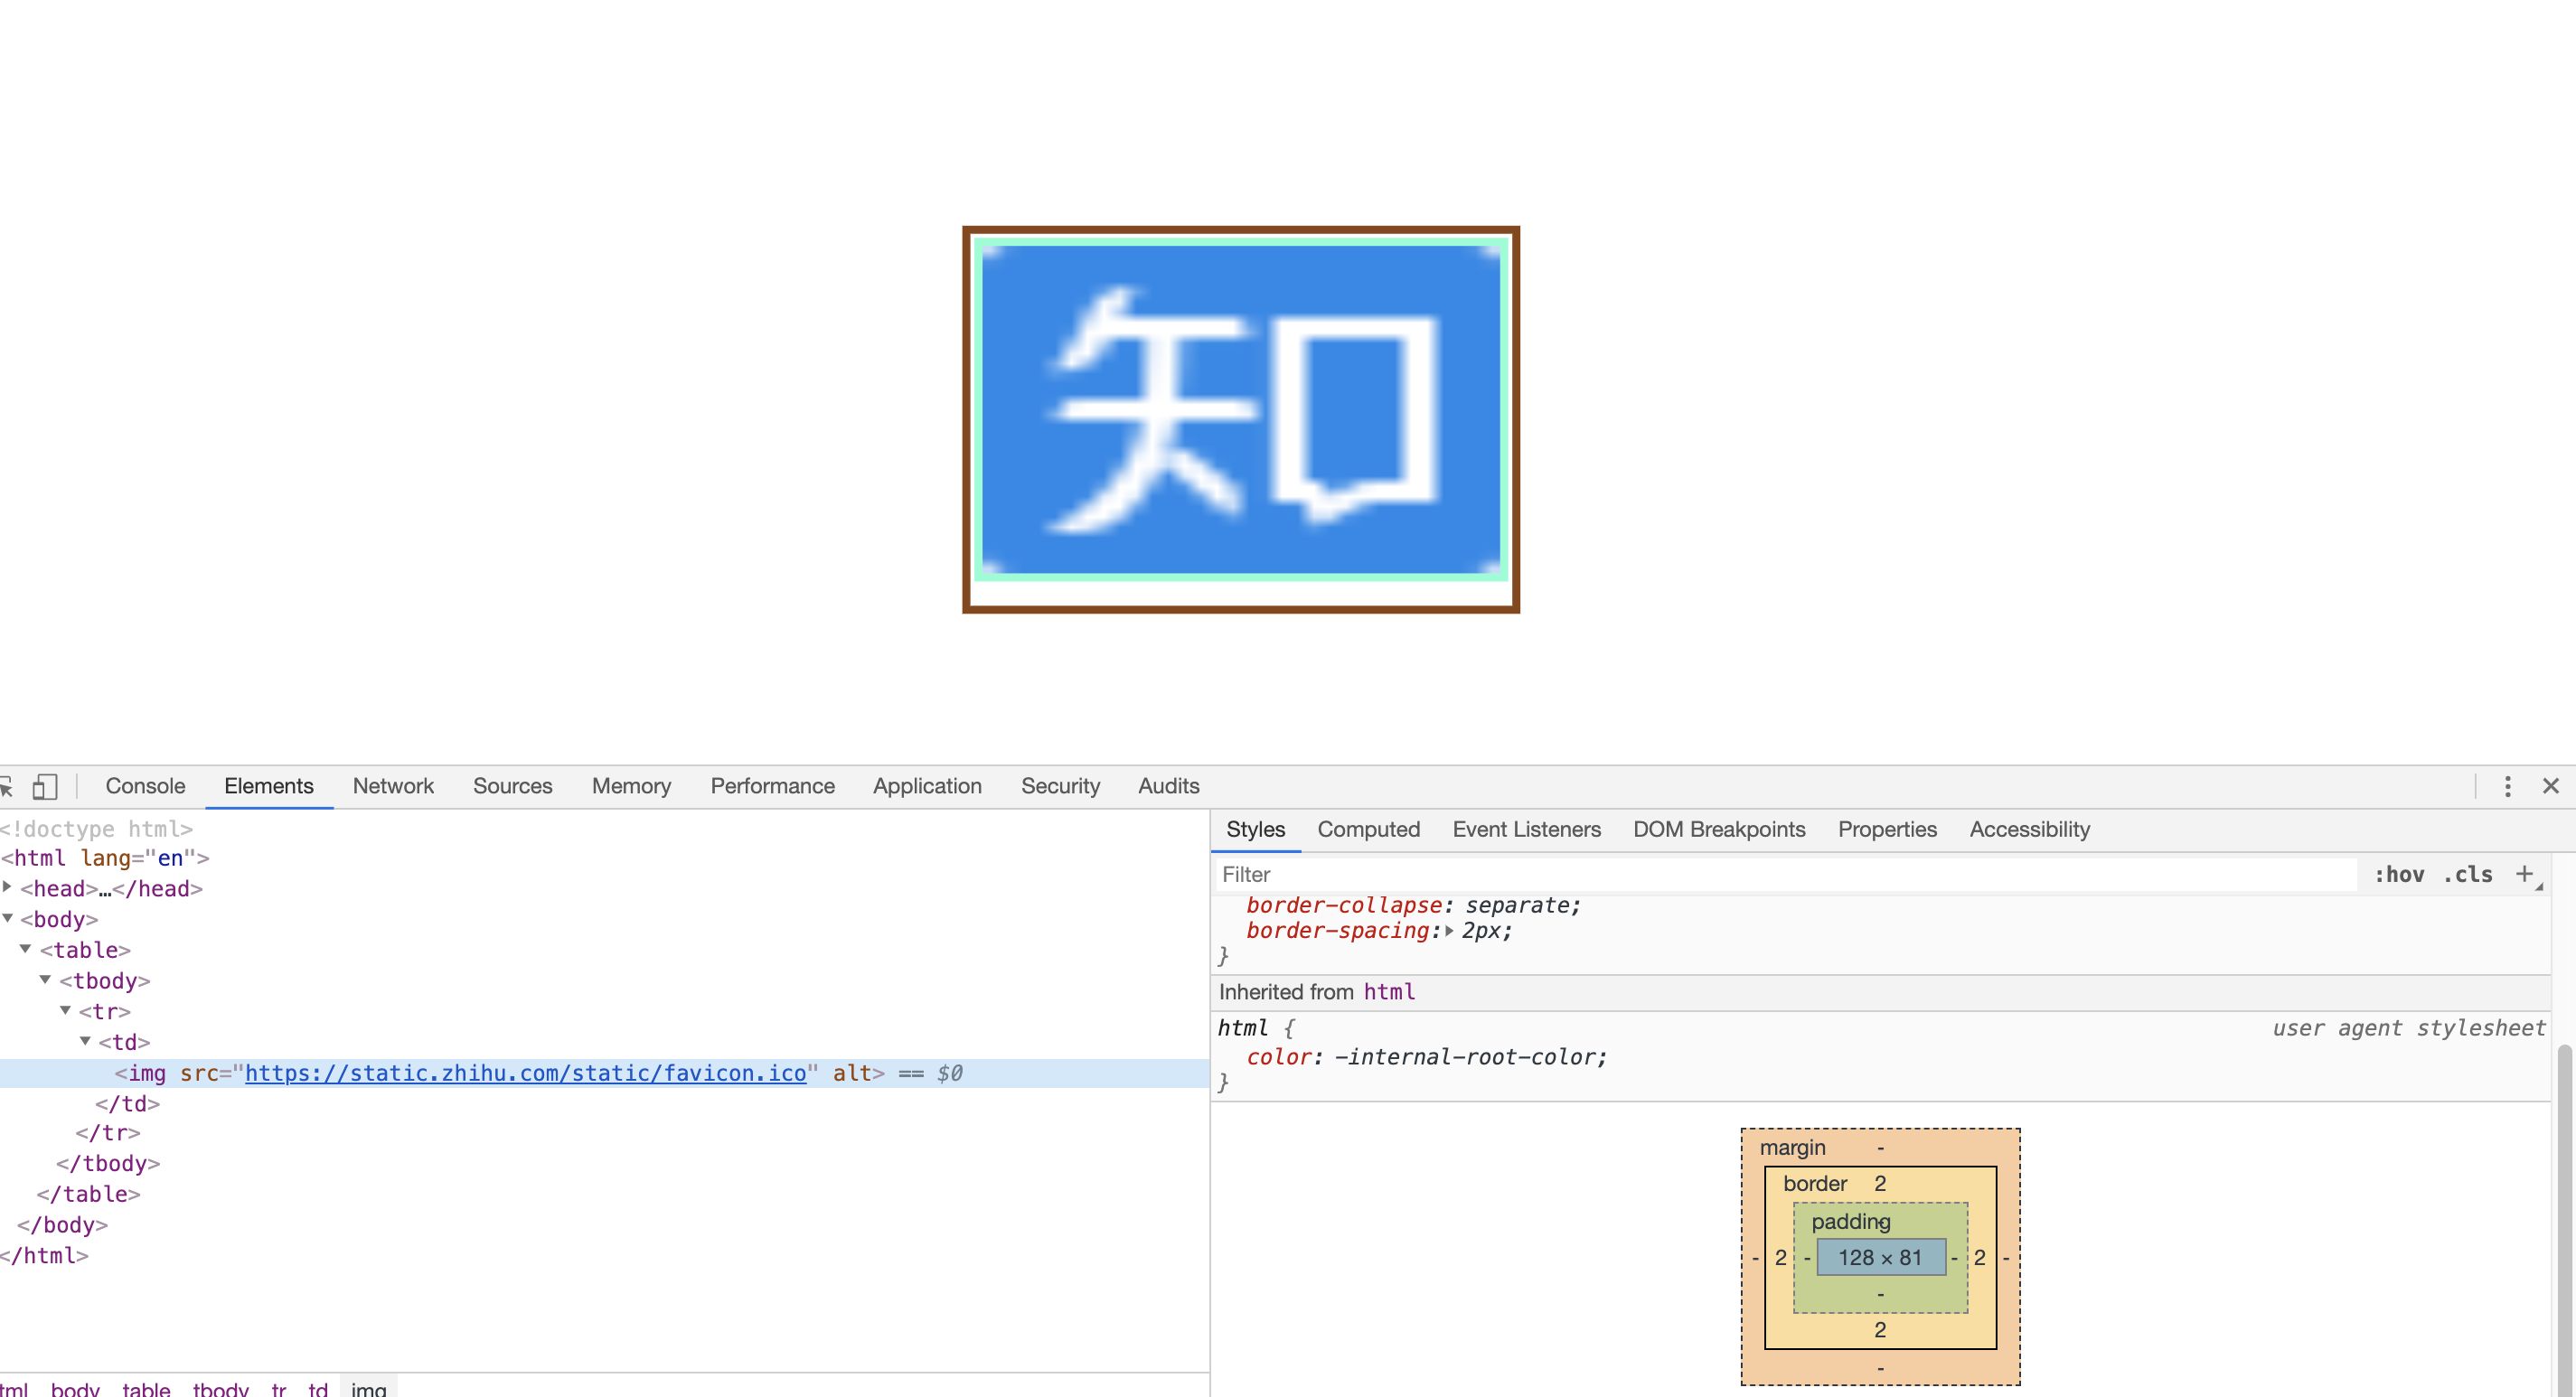 知
Console Elements Network Sources Memory Performance Application Security Audits
<!doctype html>
<html lang="en">
<head>…</head>
<body>
<table>
<tbody>
<tr>
<td>
<img src="https://static.zhihu.com/static/favicon.ico" alt> == $0
</td>
</tr>
</tbody>
</table>
</body>
</html>
tml body table tbody tr td img
Styles Computed Event Listeners DOM Breakpoints Properties Accessibility
Filter :hov .cls +
border-collapse: separate;
border-spacing: 2px;
}
Inherited from html
html { user agent stylesheet
color: -internal-root-color;
}
margin -
border 2
padding -
- 2 - 128 × 81 - 2 -
-
2
-